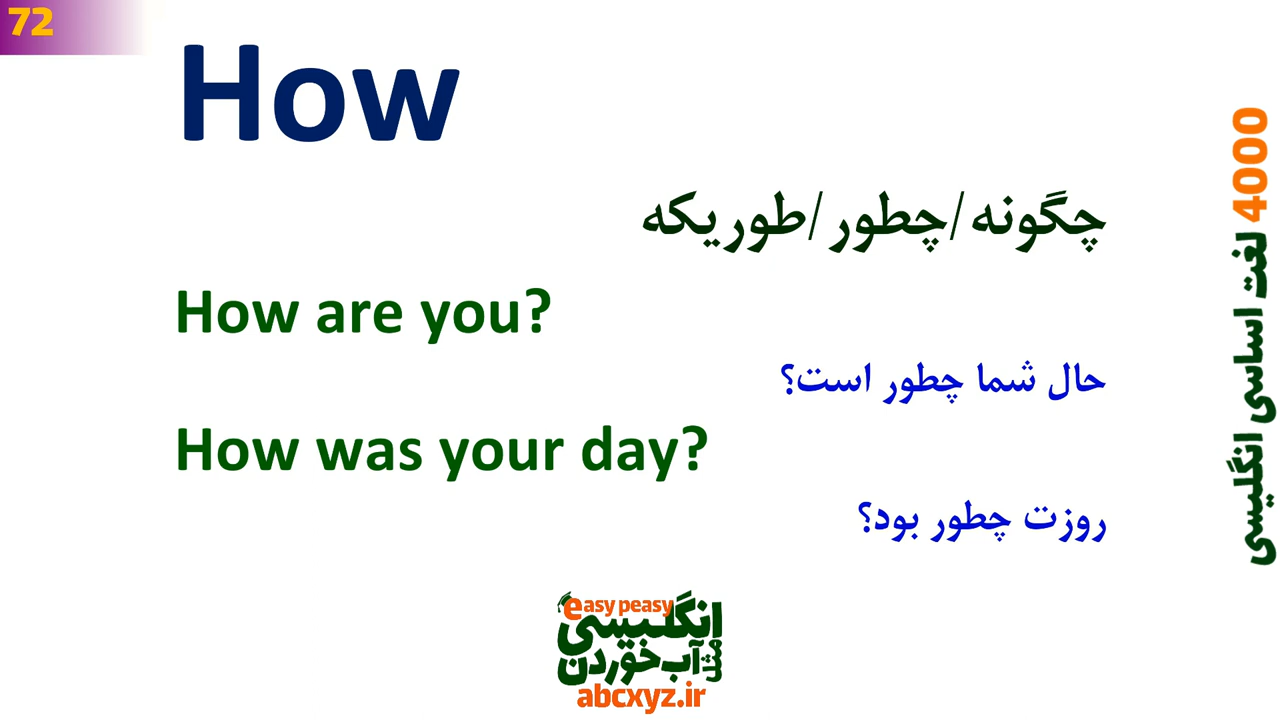 72
How
چگونه/چطور/طوریکه
How are you?
حال شما چطور است؟
How was your day?
روزت چطور بود؟
4000 لغت اساسی انگلیسی
easy peasy
انگلیسی
مثل آب خوردن
abcxyz.ir